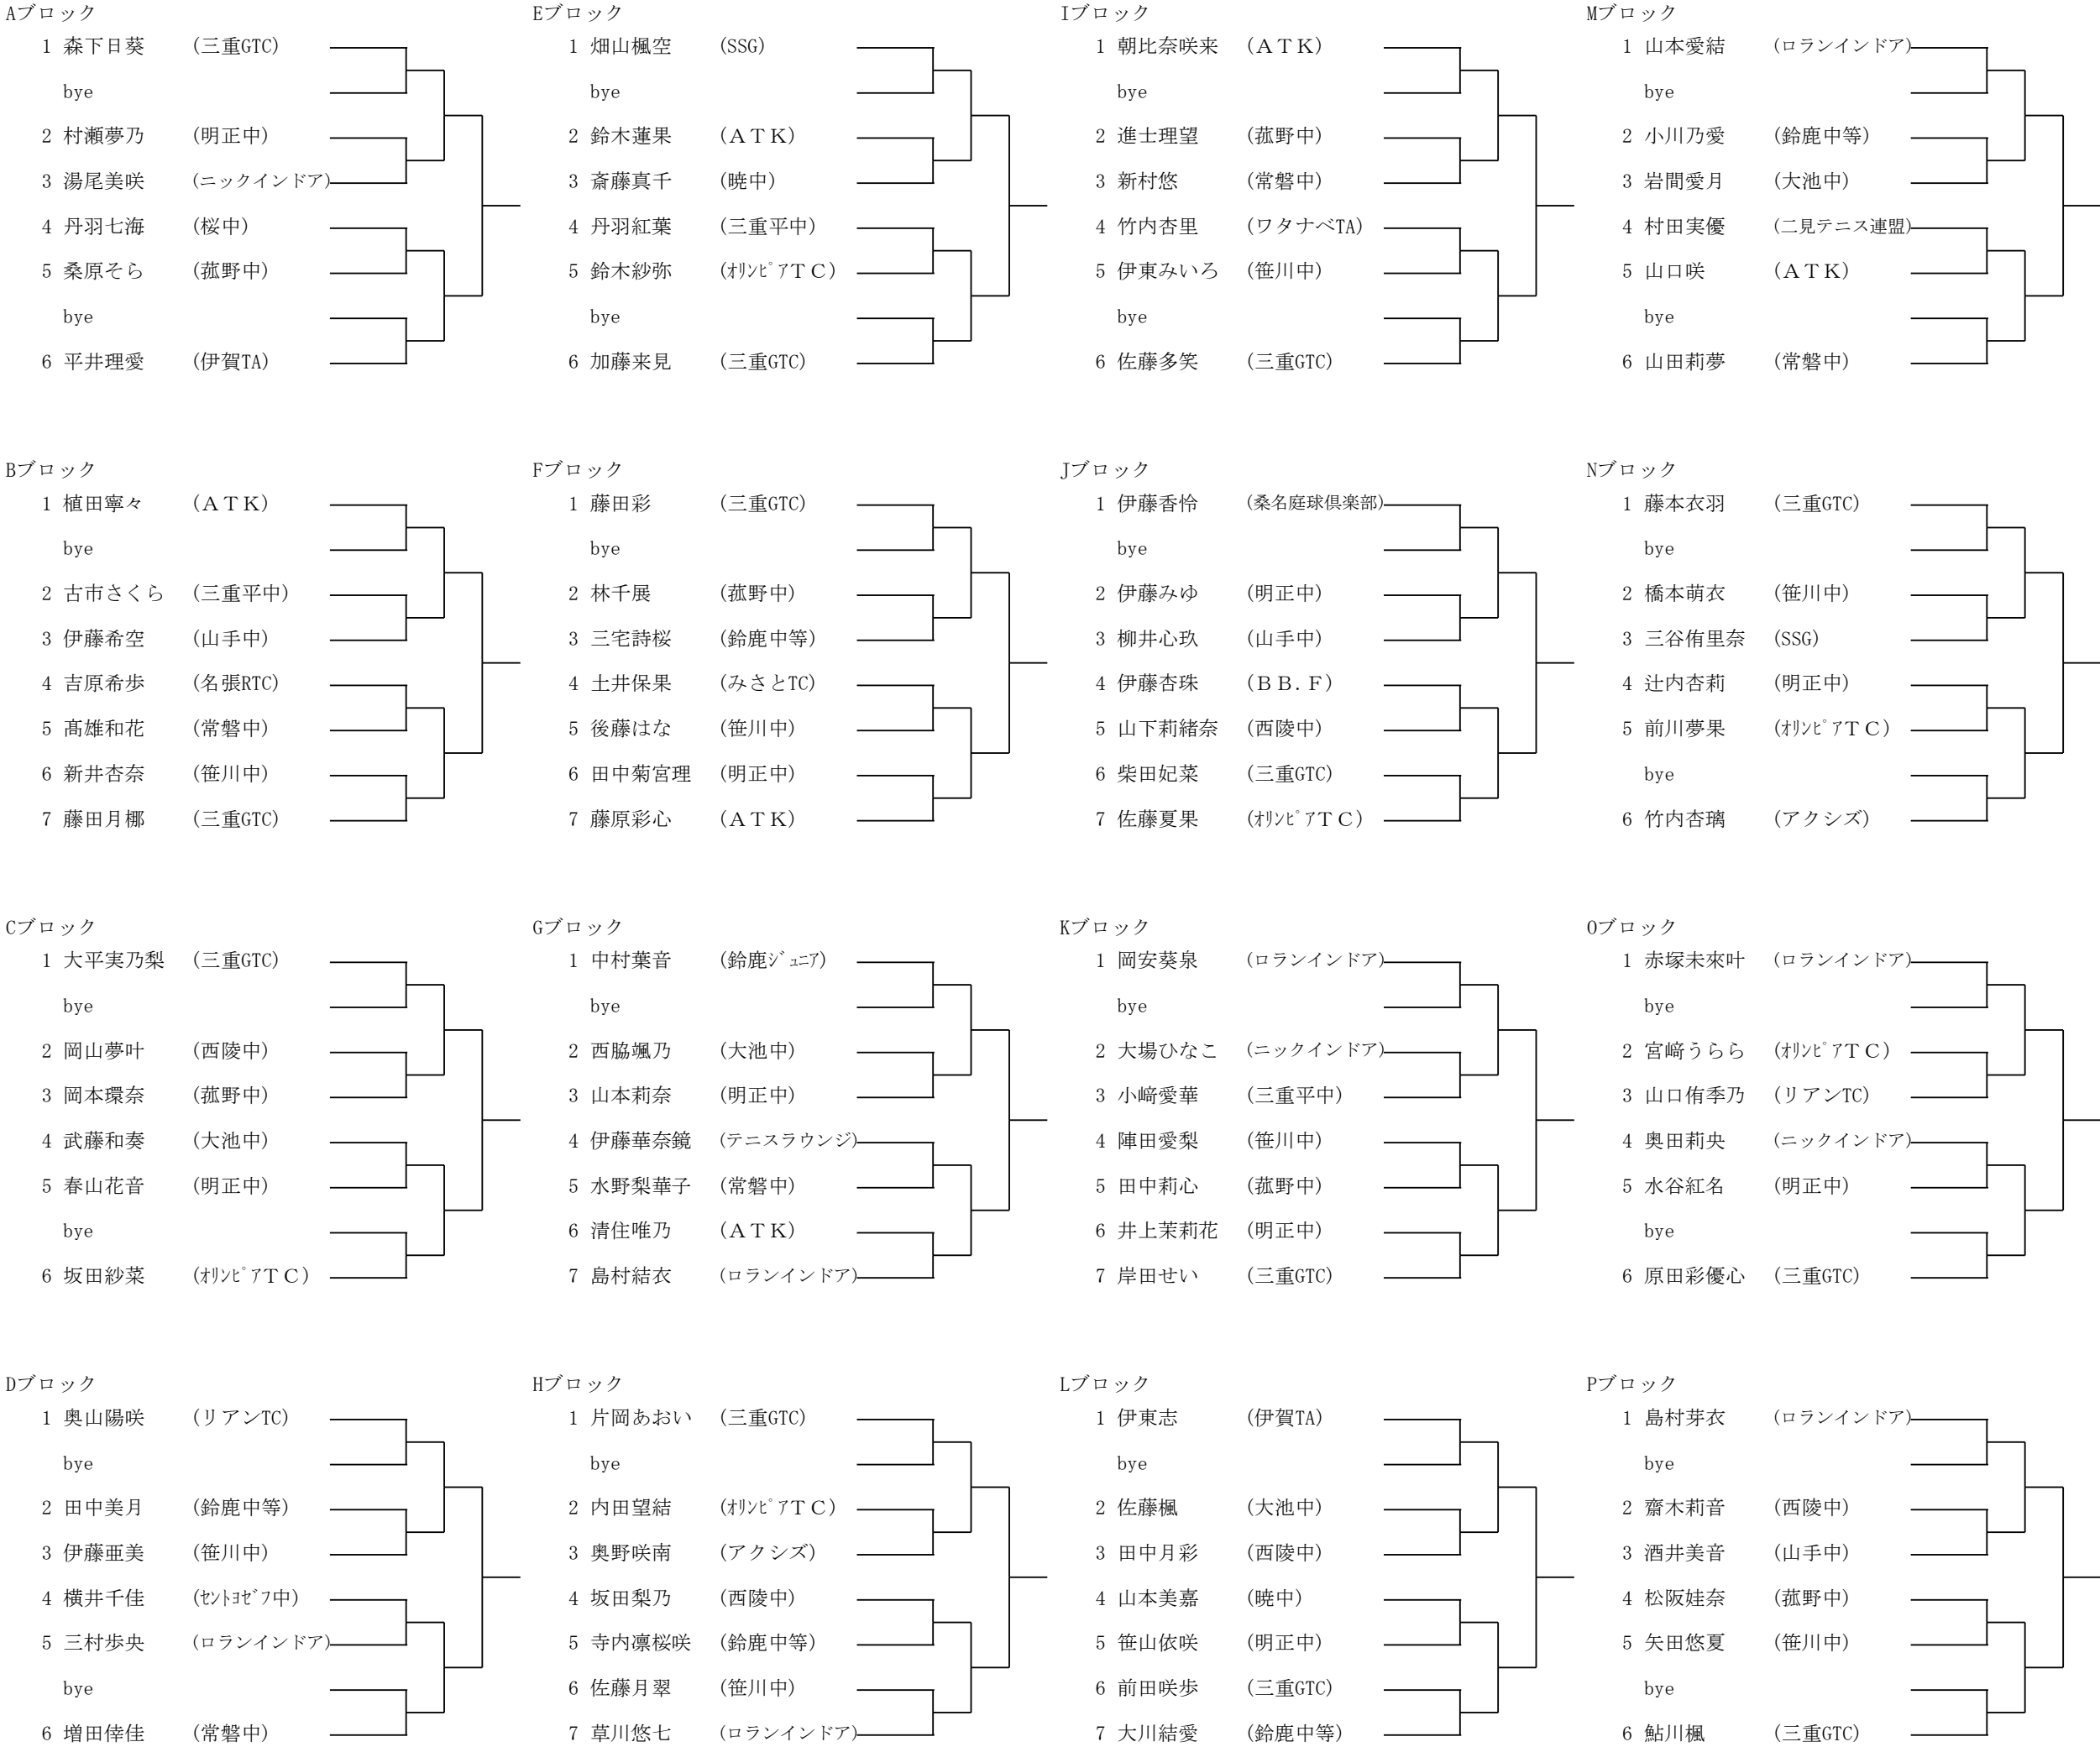 Aブロック
1 森下日葵 (三重GTC)
bye
2 村瀬夢乃 (明正中)
3 湯尾美咲 (ニックインドア)
4 丹羽七海 (桜中)
5 桑原そら (菰野中)
bye
6 平井理愛 (伊賀TA)
Eブロック
1 畑山楓空 (SSG)
bye
2 鈴木蓮果 (ATK)
3 斎藤真千 (暁中)
4 丹羽紅葉 (三重平中)
5 鈴木紗弥 (ｵﾘﾝﾋﾟｱTC)
bye
6 加藤来見 (三重GTC)
Iブロック
1 朝比奈咲来 (ATK)
bye
2 進士理望 (菰野中)
3 新村悠 (常磐中)
4 竹内杏里 (ワタナベTA)
5 伊東みいろ (笹川中)
bye
6 佐藤多笑 (三重GTC)
Mブロック
1 山本愛結 (ロランインドア)
bye
2 小川乃愛 (鈴鹿中等)
3 岩間愛月 (大池中)
4 村田実優 (二見テニス連盟)
5 山口咲 (ATK)
bye
6 山田莉夢 (常磐中)
Bブロック
1 植田寧々 (ATK)
bye
2 古市さくら (三重平中)
3 伊藤希空 (山手中)
4 吉原希歩 (名張RTC)
5 髙雄和花 (常磐中)
6 新井杏奈 (笹川中)
7 藤田月梛 (三重GTC)
Fブロック
1 藤田彩 (三重GTC)
bye
2 林千展 (菰野中)
3 三宅詩桜 (鈴鹿中等)
4 土井保果 (みさとTC)
5 後藤はな (笹川中)
6 田中菊宮理 (明正中)
7 藤原彩心 (ATK)
Jブロック
1 伊藤香怜 (桑名庭球倶楽部)
bye
2 伊藤みゆ (明正中)
3 柳井心玖 (山手中)
4 伊藤杏珠 (BB.F)
5 山下莉緒奈 (西陵中)
6 柴田妃菜 (三重GTC)
7 佐藤夏果 (ｵﾘﾝﾋﾟｱTC)
Nブロック
1 藤本衣羽 (三重GTC)
bye
2 橋本萌衣 (笹川中)
3 三谷侑里奈 (SSG)
4 辻内杏莉 (明正中)
5 前川夢果 (ｵﾘﾝﾋﾟｱTC)
bye
6 竹内杏璃 (アクシズ)
Cブロック
1 大平実乃梨 (三重GTC)
bye
2 岡山夢叶 (西陵中)
3 岡本環奈 (菰野中)
4 武藤和奏 (大池中)
5 春山花音 (明正中)
bye
6 坂田紗菜 (ｵﾘﾝﾋﾟｱTC)
Gブロック
1 中村葉音 (鈴鹿ｼﾞｭﾆｱ)
bye
2 西脇颯乃 (大池中)
3 山本莉奈 (明正中)
4 伊藤華奈鏡 (テニスラウンジ)
5 水野梨華子 (常磐中)
6 清住唯乃 (ATK)
7 島村結衣 (ロランインドア)
Kブロック
1 岡安葵泉 (ロランインドア)
bye
2 大場ひなこ (ニックインドア)
3 小﨑愛華 (三重平中)
4 陣田愛梨 (笹川中)
5 田中莉心 (菰野中)
6 井上茉莉花 (明正中)
7 岸田せい (三重GTC)
Oブロック
1 赤塚未來叶 (ロランインドア)
bye
2 宮﨑うらら (ｵﾘﾝﾋﾟｱTC)
3 山口侑季乃 (リアンTC)
4 奥田莉央 (ニックインドア)
5 水谷紅名 (明正中)
bye
6 原田彩優心 (三重GTC)
Dブロック
1 奥山陽咲 (リアンTC)
bye
2 田中美月 (鈴鹿中等)
3 伊藤亜美 (笹川中)
4 横井千佳 (ｾﾝﾄﾖｾﾞﾌ中)
5 三村歩央 (ロランインドア)
bye
6 増田倖佳 (常磐中)
Hブロック
1 片岡あおい (三重GTC)
bye
2 内田望結 (ｵﾘﾝﾋﾟｱTC)
3 奥野咲南 (アクシズ)
4 坂田梨乃 (西陵中)
5 寺内凛桜咲 (鈴鹿中等)
6 佐藤月翠 (笹川中)
7 草川悠七 (ロランインドア)
Lブロック
1 伊東志 (伊賀TA)
bye
2 佐藤楓 (大池中)
3 田中月彩 (西陵中)
4 山本美嘉 (暁中)
5 笹山依咲 (明正中)
6 前田咲歩 (三重GTC)
7 大川結愛 (鈴鹿中等)
Pブロック
1 島村芽衣 (ロランインドア)
bye
2 齋木莉音 (西陵中)
3 酒井美音 (山手中)
4 松阪娃奈 (菰野中)
5 矢田悠夏 (笹川中)
bye
6 鮎川楓 (三重GTC)